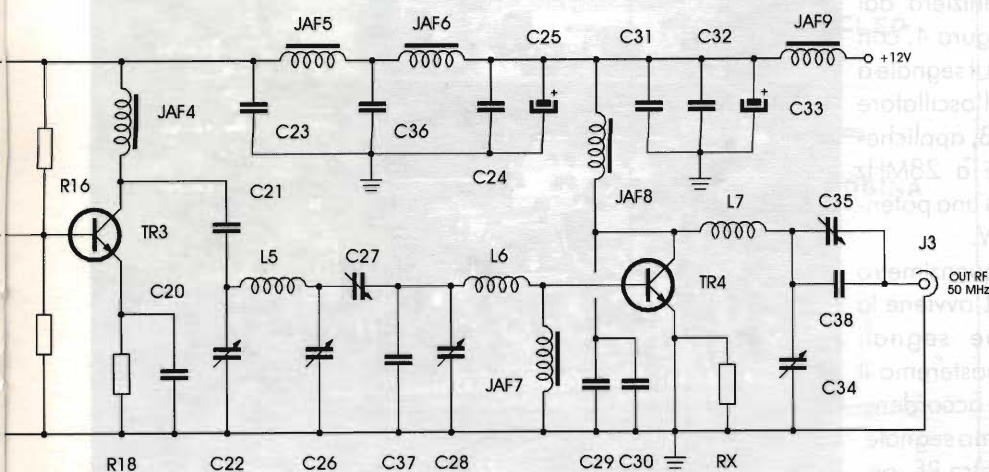 JAF5
JAF6
C25
C31
C32
JAF9
+12V
+
+
JAF4
C23
C36
C24
C33
R16
C21
JAF8
L7
C35
J3
TR3
L5
C27
L6
TR4
OUT RF
50 MHz
C20
C38
JAF7
C34
R18
C22
C26
C37
C28
C29
C30
RX